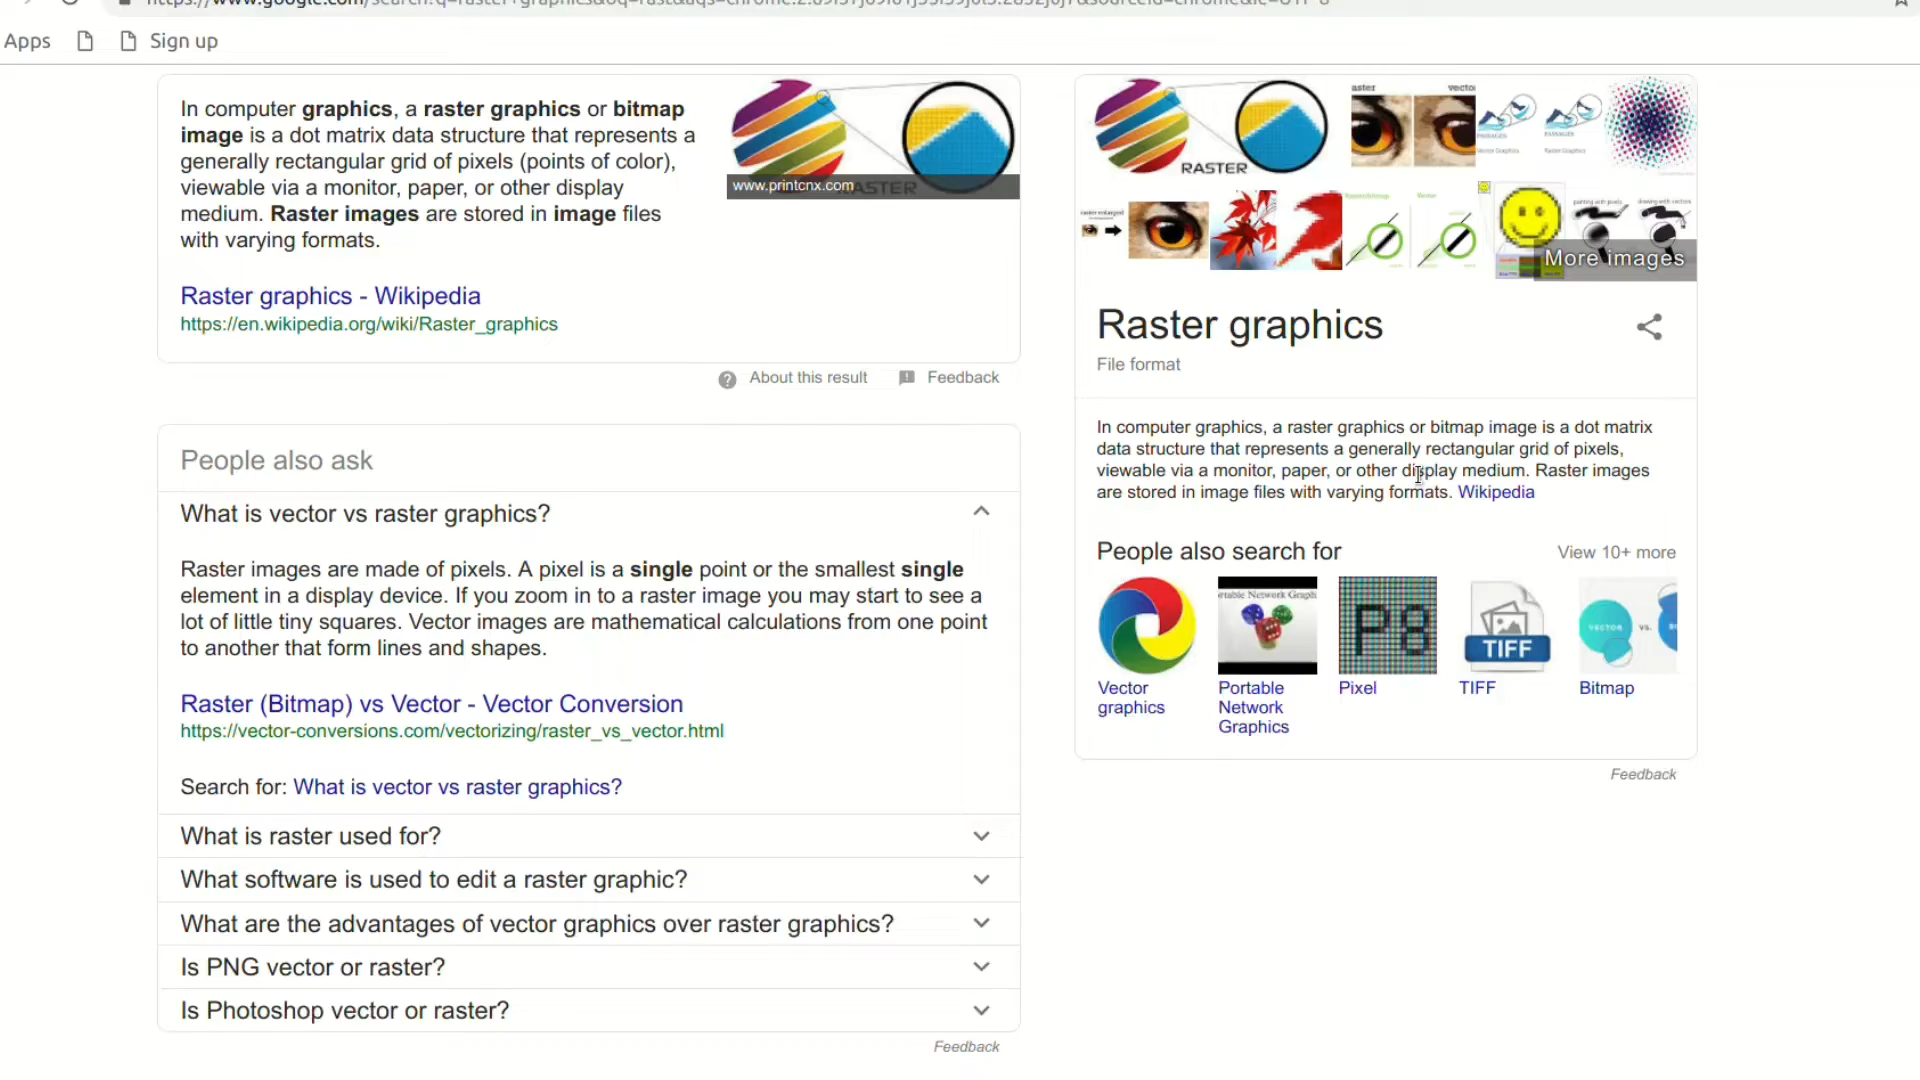 Apps
Sign up
In computer graphics, a raster graphics or bitmap
image is a dot matrix data structure that represents a
generally rectangular grid of pixels (points of color),
viewable via a monitor, paper, or other display
medium. Raster images are stored in image files
with varying formats.
www.printcnx.com
Raster graphics - Wikipedia
https://en.wikipedia.org/wiki/Raster_graphics
About this result
Feedback
People also ask
What is vector vs raster graphics?
Raster images are made of pixels. A pixel is a single point or the smallest single
element in a display device. If you zoom in to a raster image you may start to see a
lot of little tiny squares. Vector images are mathematical calculations from one point
to another that form lines and shapes.
Raster (Bitmap) vs Vector - Vector Conversion
https://vector-conversions.com/vectorizing/raster_vs_vector.html
Search for: What is vector vs raster graphics?
What is raster used for?
What software is used to edit a raster graphic?
What are the advantages of vector graphics over raster graphics?
Is PNG vector or raster?
Is Photoshop vector or raster?
Feedback
RASTER
More images
Raster graphics
File format
In computer graphics, a raster graphics or bitmap image is a dot matrix
data structure that represents a generally rectangular grid of pixels,
viewable via a monitor, paper, or other display medium. Raster images
are stored in image files with varying formats. Wikipedia
People also search for
View 10+ more
P8
TIFF
VECTOR
VS.
Vector
graphics
Portable
Network
Graphics
Pixel
TIFF
Bitmap
Feedback